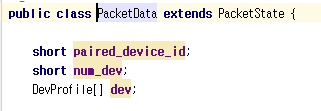 public class PacketData extends PacketState {
short paired_device_id;
short num_dev;
DevProfile[] dev;